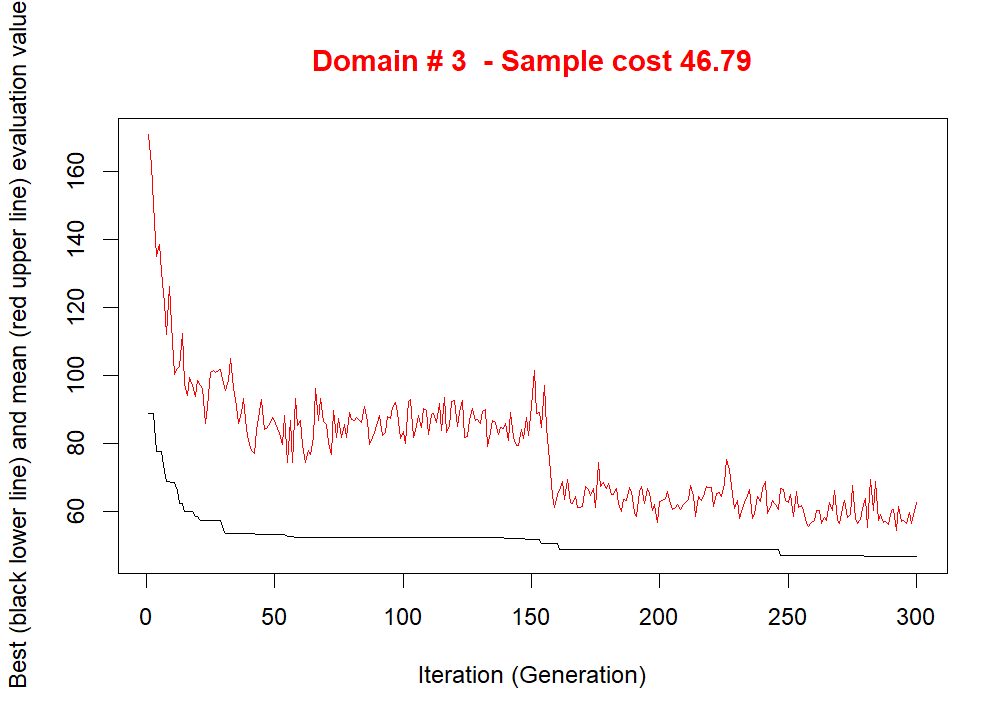 Domain # 3  - Sample cost 46.79
Best (black lower line) and mean (red upper line) evaluation value
160
140
120
100
80
60
0 50 100 150 200 250 300
Iteration (Generation)